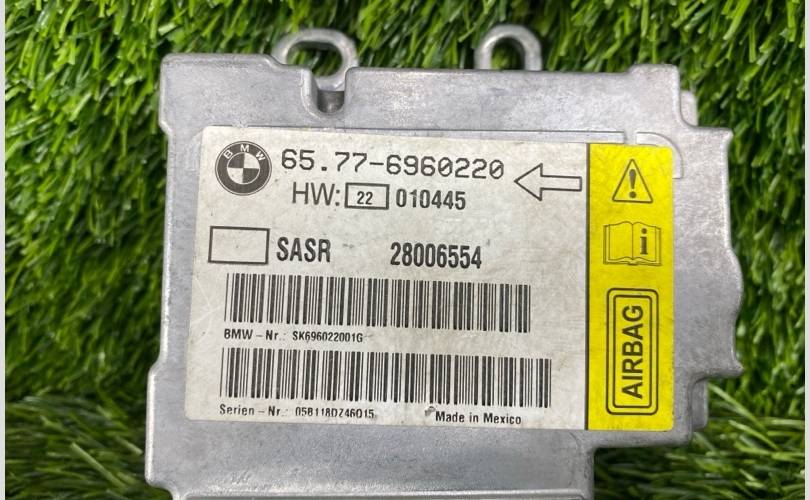 BMW
65.77-6960220
HW: 22 010445
SASR 28006554
BMW-Nr.: SK696022001G
Serien-Nr.: 058118DZ46015
Made in Mexico
i
AIRBAG